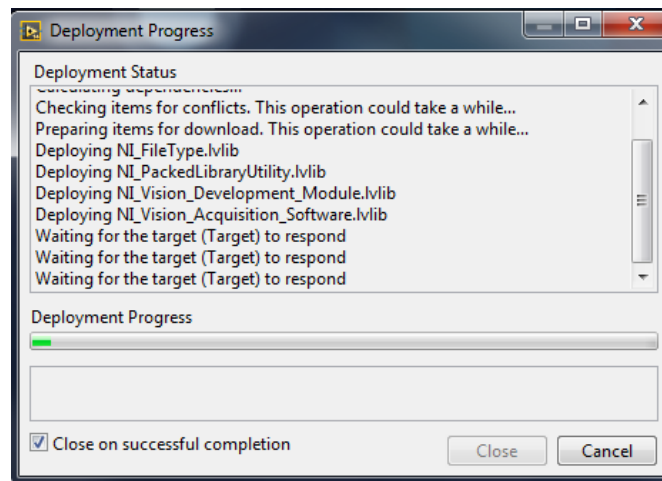 Deployment Progress
Deployment Status
Calculating dependencies...
Checking items for conflicts. This operation could take a while...
Preparing items for download. This operation could take a while...
Deploying NI_FileType.lvlib
Deploying NI_PackedLibraryUtility.lvlib
Deploying NI_Vision_Development_Module.lvlib
Deploying NI_Vision_Acquisition_Software.lvlib
Waiting for the target (Target) to respond
Waiting for the target (Target) to respond
Waiting for the target (Target) to respond
Deployment Progress
Close on successful completion
Close
Cancel